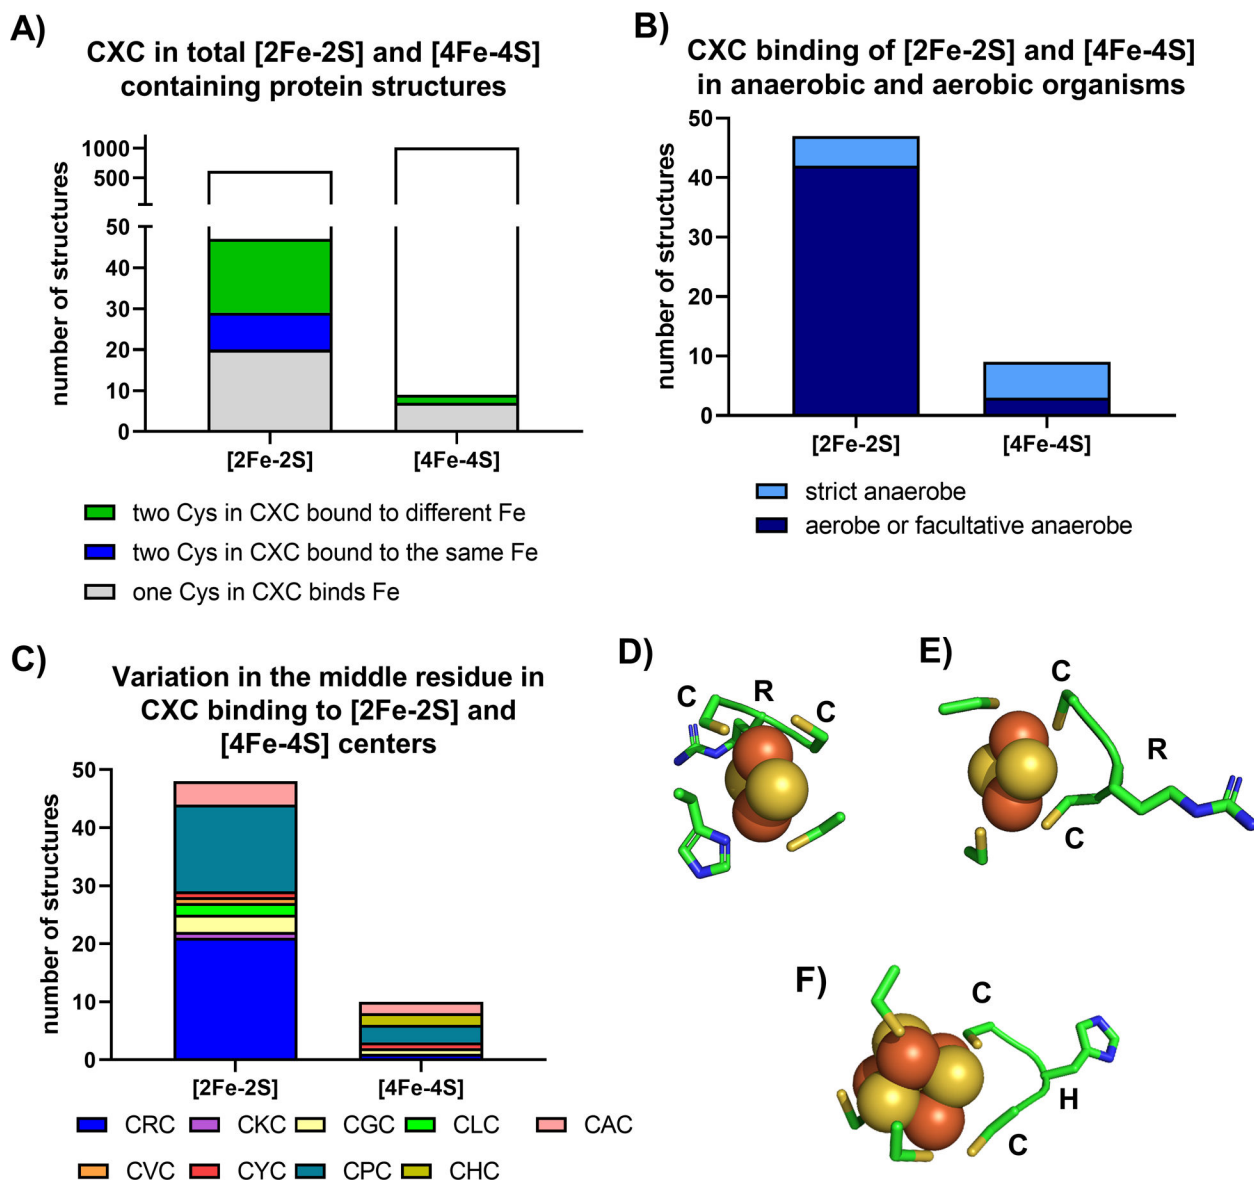 A)
CXC in total [2Fe-2S] and [4Fe-4S]
containing protein structures
number of structures
1000
500
50
40
30
20
10
0
[2Fe-2S]
[4Fe-4S]
two Cys in CXC bound to different Fe
two Cys in CXC bound to the same Fe
one Cys in CXC binds Fe
B)
CXC binding of [2Fe-2S] and [4Fe-4S]
in anaerobic and aerobic organisms
number of structures
50
40
30
20
10
0
[2Fe-2S]
[4Fe-4S]
strict anaerobe
aerobe or facultative anaerobe
C)
Variation in the middle residue in
CXC binding to [2Fe-2S] and
[4Fe-4S] centers
number of structures
50
40
30
20
10
0
[2Fe-2S]
[4Fe-4S]
CRC CKC CGC CLC CAC
CVC CYC CPC CHC
D)
C R C
E)
C
R
C
F)
C
H
C